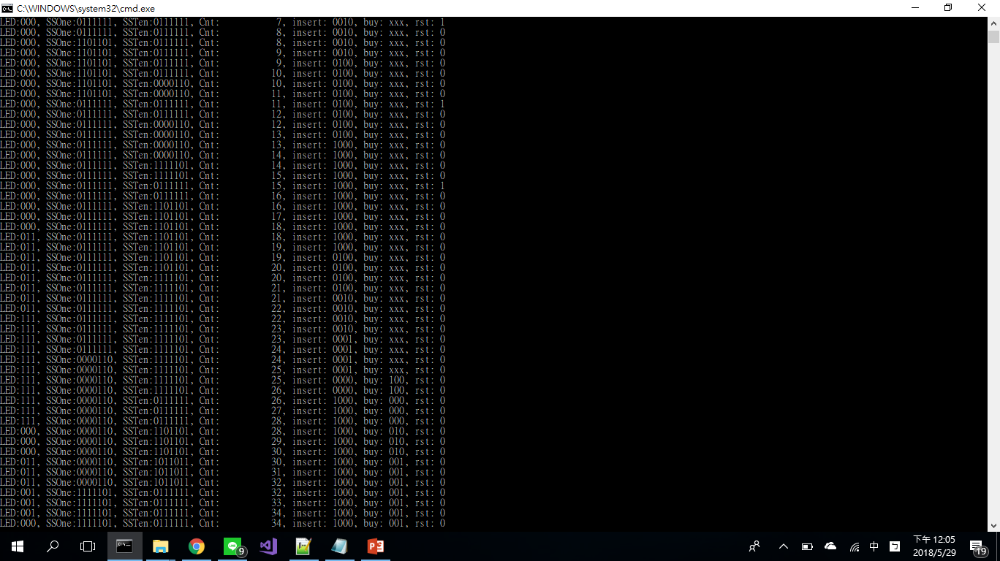 C:\WINDOWS\system32\cmd.exe
LED:000, SSOne:0111111, SSTen:0111111, Cnt: 7, insert: 0010, buy: xxx, rst: 1
LED:000, SSOne:0111111, SSTen:0111111, Cnt: 8, insert: 0010, buy: xxx, rst: 0
LED:000, SSOne:1101101, SSTen:0111111, Cnt: 8, insert: 0010, buy: xxx, rst: 0
LED:000, SSOne:1101101, SSTen:0111111, Cnt: 9, insert: 0010, buy: xxx, rst: 0
LED:000, SSOne:1101101, SSTen:0111111, Cnt: 9, insert: 0100, buy: xxx, rst: 0
LED:000, SSOne:1101101, SSTen:0111111, Cnt: 10, insert: 0100, buy: xxx, rst: 0
LED:000, SSOne:1101101, SSTen:0000110, Cnt: 10, insert: 0100, buy: xxx, rst: 0
LED:000, SSOne:1101101, SSTen:0000110, Cnt: 11, insert: 0100, buy: xxx, rst: 0
LED:000, SSOne:0111111, SSTen:0111111, Cnt: 11, insert: 0100, buy: xxx, rst: 1
LED:000, SSOne:0111111, SSTen:0111111, Cnt: 12, insert: 0100, buy: xxx, rst: 0
LED:000, SSOne:0111111, SSTen:0000110, Cnt: 12, insert: 0100, buy: xxx, rst: 0
LED:000, SSOne:0111111, SSTen:0000110, Cnt: 13, insert: 0100, buy: xxx, rst: 0
LED:000, SSOne:0111111, SSTen:0000110, Cnt: 13, insert: 1000, buy: xxx, rst: 0
LED:000, SSOne:0111111, SSTen:0000110, Cnt: 14, insert: 1000, buy: xxx, rst: 0
LED:000, SSOne:0111111, SSTen:1111101, Cnt: 14, insert: 1000, buy: xxx, rst: 0
LED:000, SSOne:0111111, SSTen:1111101, Cnt: 15, insert: 1000, buy: xxx, rst: 0
LED:000, SSOne:0111111, SSTen:0111111, Cnt: 15, insert: 1000, buy: xxx, rst: 1
LED:000, SSOne:0111111, SSTen:0111111, Cnt: 16, insert: 1000, buy: xxx, rst: 0
LED:000, SSOne:0111111, SSTen:1101101, Cnt: 16, insert: 1000, buy: xxx, rst: 0
LED:000, SSOne:0111111, SSTen:1101101, Cnt: 17, insert: 1000, buy: xxx, rst: 0
LED:000, SSOne:0111111, SSTen:1101101, Cnt: 18, insert: 1000, buy: xxx, rst: 0
LED:011, SSOne:0111111, SSTen:1101101, Cnt: 18, insert: 1000, buy: xxx, rst: 0
LED:011, SSOne:0111111, SSTen:1101101, Cnt: 19, insert: 1000, buy: xxx, rst: 0
LED:011, SSOne:0111111, SSTen:1101101, Cnt: 19, insert: 0100, buy: xxx, rst: 0
LED:011, SSOne:0111111, SSTen:1101101, Cnt: 20, insert: 0100, buy: xxx, rst: 0
LED:011, SSOne:0111111, SSTen:1111101, Cnt: 20, insert: 0100, buy: xxx, rst: 0
LED:011, SSOne:0111111, SSTen:1111101, Cnt: 21, insert: 0100, buy: xxx, rst: 0
LED:011, SSOne:0111111, SSTen:1111101, Cnt: 21, insert: 0010, buy: xxx, rst: 0
LED:011, SSOne:0111111, SSTen:1111101, Cnt: 22, insert: 0010, buy: xxx, rst: 0
LED:111, SSOne:0111111, SSTen:1111101, Cnt: 22, insert: 0010, buy: xxx, rst: 0
LED:111, SSOne:0111111, SSTen:1111101, Cnt: 23, insert: 0010, buy: xxx, rst: 0
LED:111, SSOne:0111111, SSTen:1111101, Cnt: 23, insert: 0001, buy: xxx, rst: 0
LED:111, SSOne:0111111, SSTen:1111101, Cnt: 24, insert: 0001, buy: xxx, rst: 0
LED:111, SSOne:0000110, SSTen:1111101, Cnt: 24, insert: 0001, buy: xxx, rst: 0
LED:111, SSOne:0000110, SSTen:1111101, Cnt: 25, insert: 0001, buy: xxx, rst: 0
LED:111, SSOne:0000110, SSTen:1111101, Cnt: 25, insert: 0000, buy: 100, rst: 0
LED:111, SSOne:0000110, SSTen:1111101, Cnt: 26, insert: 0000, buy: 100, rst: 0
LED:111, SSOne:0000110, SSTen:0111111, Cnt: 26, insert: 1000, buy: 000, rst: 0
LED:111, SSOne:0000110, SSTen:0111111, Cnt: 27, insert: 1000, buy: 000, rst: 0
LED:111, SSOne:0000110, SSTen:0111111, Cnt: 28, insert: 1000, buy: 000, rst: 0
LED:000, SSOne:0000110, SSTen:1101101, Cnt: 28, insert: 1000, buy: 010, rst: 0
LED:000, SSOne:0000110, SSTen:1101101, Cnt: 29, insert: 1000, buy: 010, rst: 0
LED:000, SSOne:0000110, SSTen:1101101, Cnt: 30, insert: 1000, buy: 010, rst: 0
LED:011, SSOne:0000110, SSTen:1011011, Cnt: 30, insert: 1000, buy: 001, rst: 0
LED:011, SSOne:0000110, SSTen:1011011, Cnt: 31, insert: 1000, buy: 001, rst: 0
LED:011, SSOne:0000110, SSTen:1011011, Cnt: 32, insert: 1000, buy: 001, rst: 0
LED:001, SSOne:1111101, SSTen:0111111, Cnt: 32, insert: 1000, buy: 001, rst: 0
LED:001, SSOne:1111101, SSTen:0111111, Cnt: 33, insert: 1000, buy: 001, rst: 0
LED:001, SSOne:1111101, SSTen:0111111, Cnt: 34, insert: 1000, buy: 001, rst: 0
LED:000, SSOne:1111101, SSTen:0111111, Cnt: 34, insert: 1000, buy: 001, rst: 0
9
中
下午 12:05
2018/5/29
19